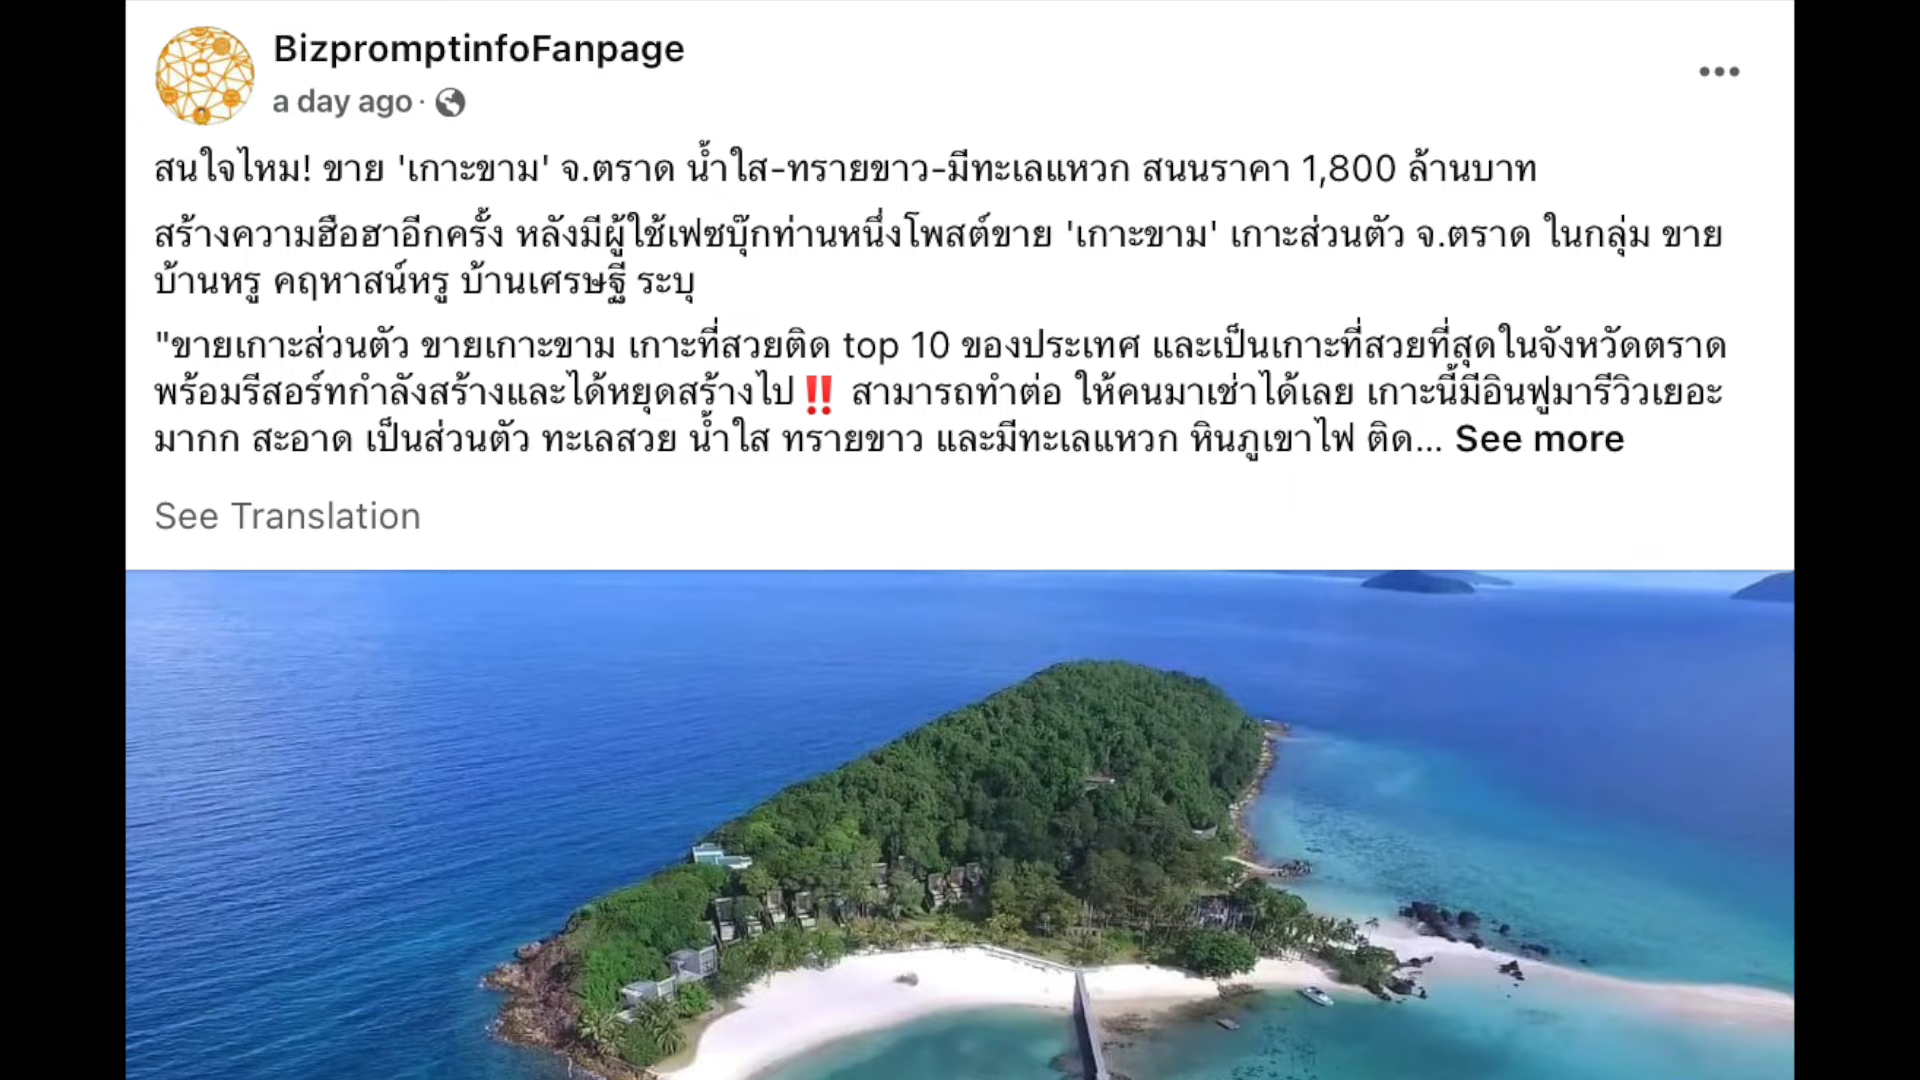 BizpromptinfoFanpage
a day ago ·
สนใจไหม! ขาย 'เกาะขาม' จ.ตราด น้ำใส-ทรายขาว-มีทะเลแหวก สนนราคา 1,800 ล้านบาท
สร้างความฮือฮาอีกครั้ง หลังมีผู้ใช้เฟซบุ๊กท่านหนึ่งโพสต์ขาย 'เกาะขาม' เกาะส่วนตัว จ.ตราด ในกลุ่ม ขาย
บ้านหรู คฤหาสน์หรู บ้านเศรษฐี ระบุ
"ขายเกาะส่วนตัว ขายเกาะขาม เกาะที่สวยติด top 10 ของประเทศ และเป็นเกาะที่สวยที่สุดในจังหวัดตราด
พร้อมรีสอร์ทกำลังสร้างและได้หยุดสร้างไป‼️ สามารถทำต่อ ให้คนมาเช่าได้เลย เกาะนี้มีอินฟูมารีวิวเยอะ
มากก สะอาด เป็นส่วนตัว ทะเลสวย น้ำใส ทรายขาว และมีทะเลแหวก หินภูเขาไฟ ติด... See more
See Translation